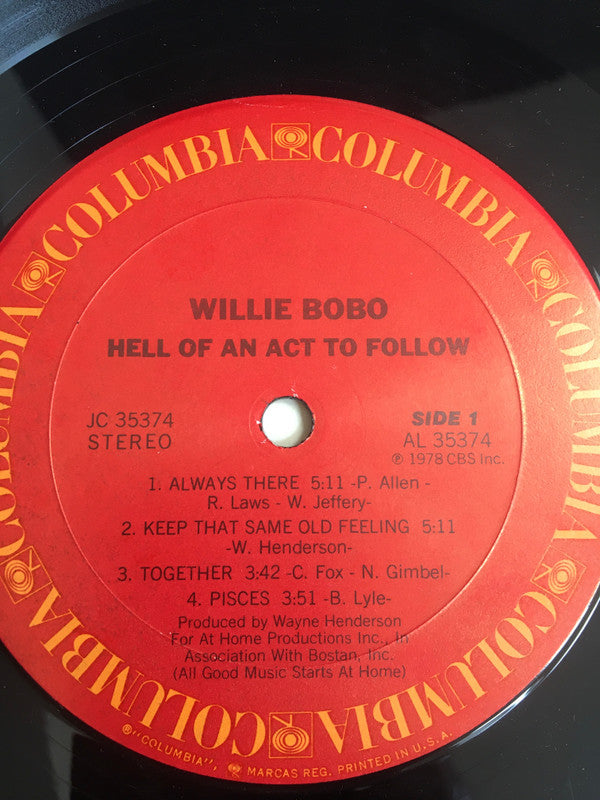 COLUMBIA COLUMBIA COLUMBIA COLUMBIA COLUMBIA COLUMBIA
WILLIE BOBO
HELL OF AN ACT TO FOLLOW
JC 35374
STEREO
SIDE 1
AL 35374
℗ 1978 CBS Inc.
1. ALWAYS THERE 5:11 -P. Allen -
R. Laws - W. Jeffery-
2. KEEP THAT SAME OLD FEELING 5:11
-W. Henderson-
3. TOGETHER 3:42 -C. Fox - N. Gimbel-
4. PISCES 3:51 -B. Lyle-
Produced by Wayne Henderson
For At Home Productions Inc., In
Association With Bostan, Inc.
(All Good Music Starts At Home)
®"COLUMBIA", MARCAS REG. PRINTED IN U.S.A.